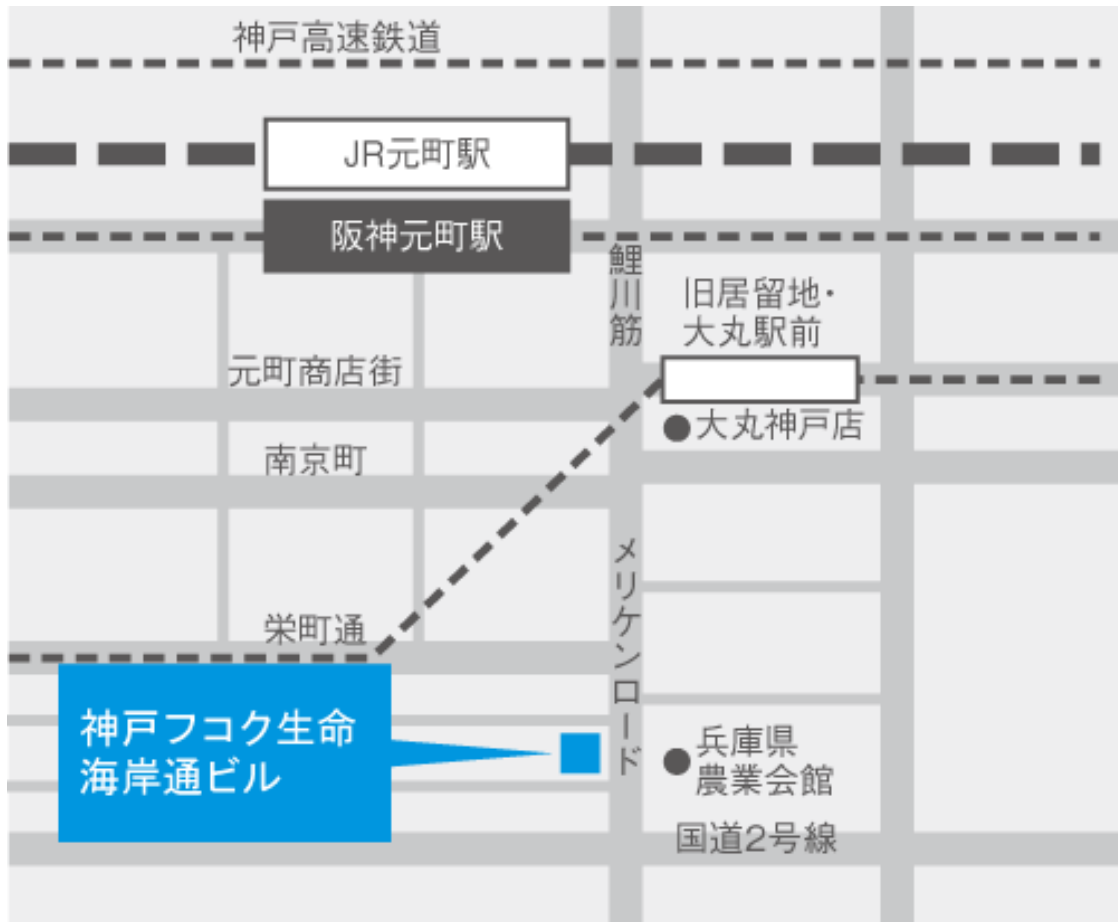 神戸高速鉄道
JR元町駅
阪神元町駅
鯉川筋
旧居留地・
大丸駅前
元町商店街
大丸神戸店
南京町
メリケンロード
栄町通
神戸フコク生命
海岸通ビル
兵庫県
農業会館
国道2号線